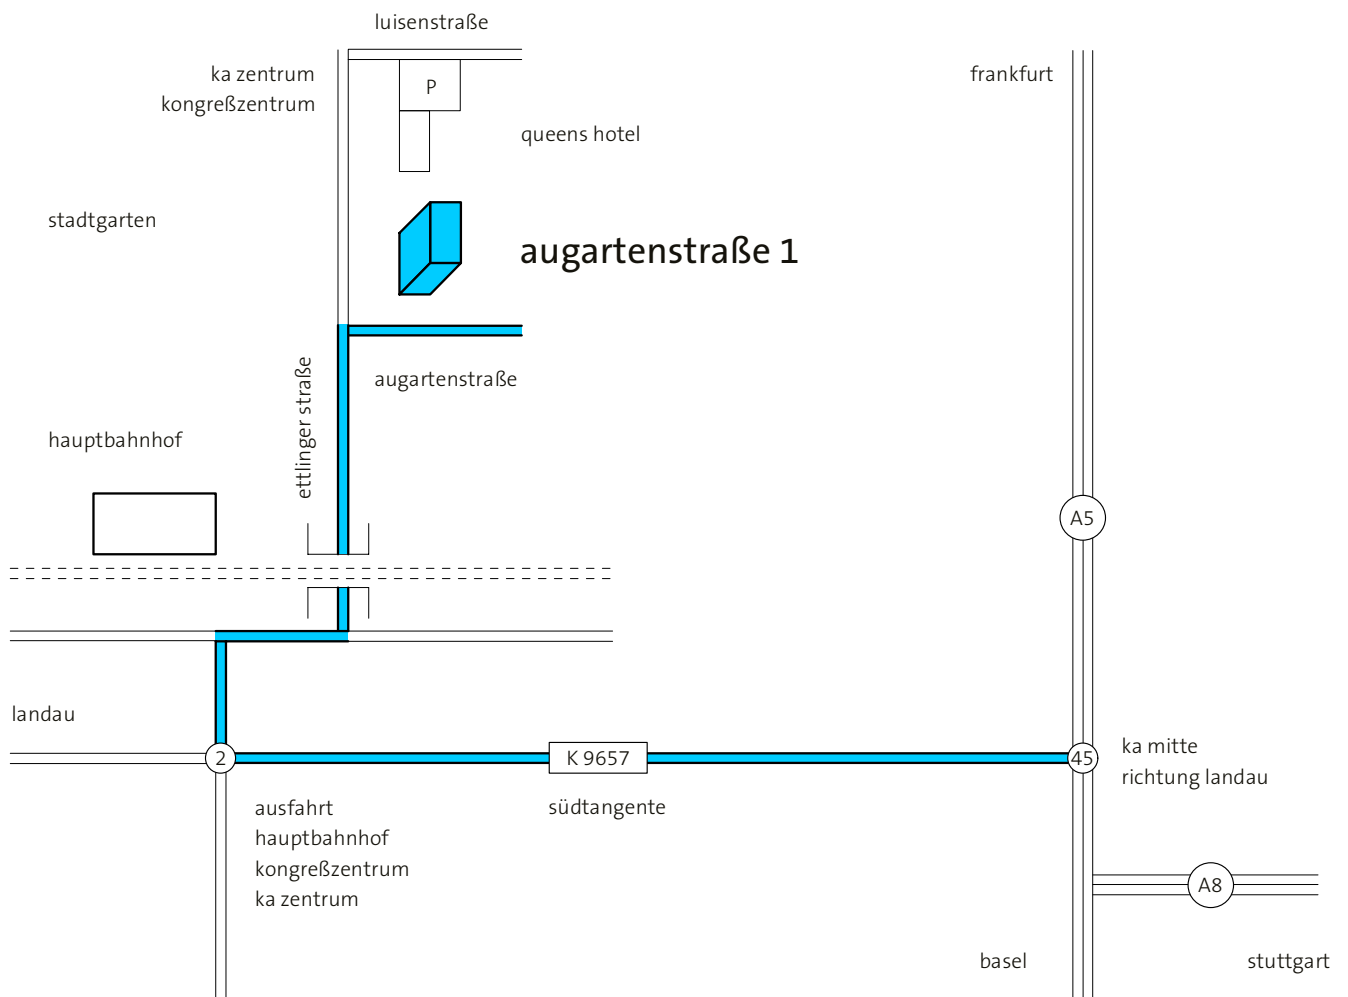 luisenstraße
ka zentrum
kongreßzentrum
P
frankfurt
queens hotel
stadtgarten
augartenstraße 1
ettlinger straße
augartenstraße
hauptbahnhof
A5
landau
2
K 9657
45
ka mitte
richtung landau
südtangente
ausfahrt
hauptbahnhof
kongreßzentrum
ka zentrum
A8
basel
stuttgart